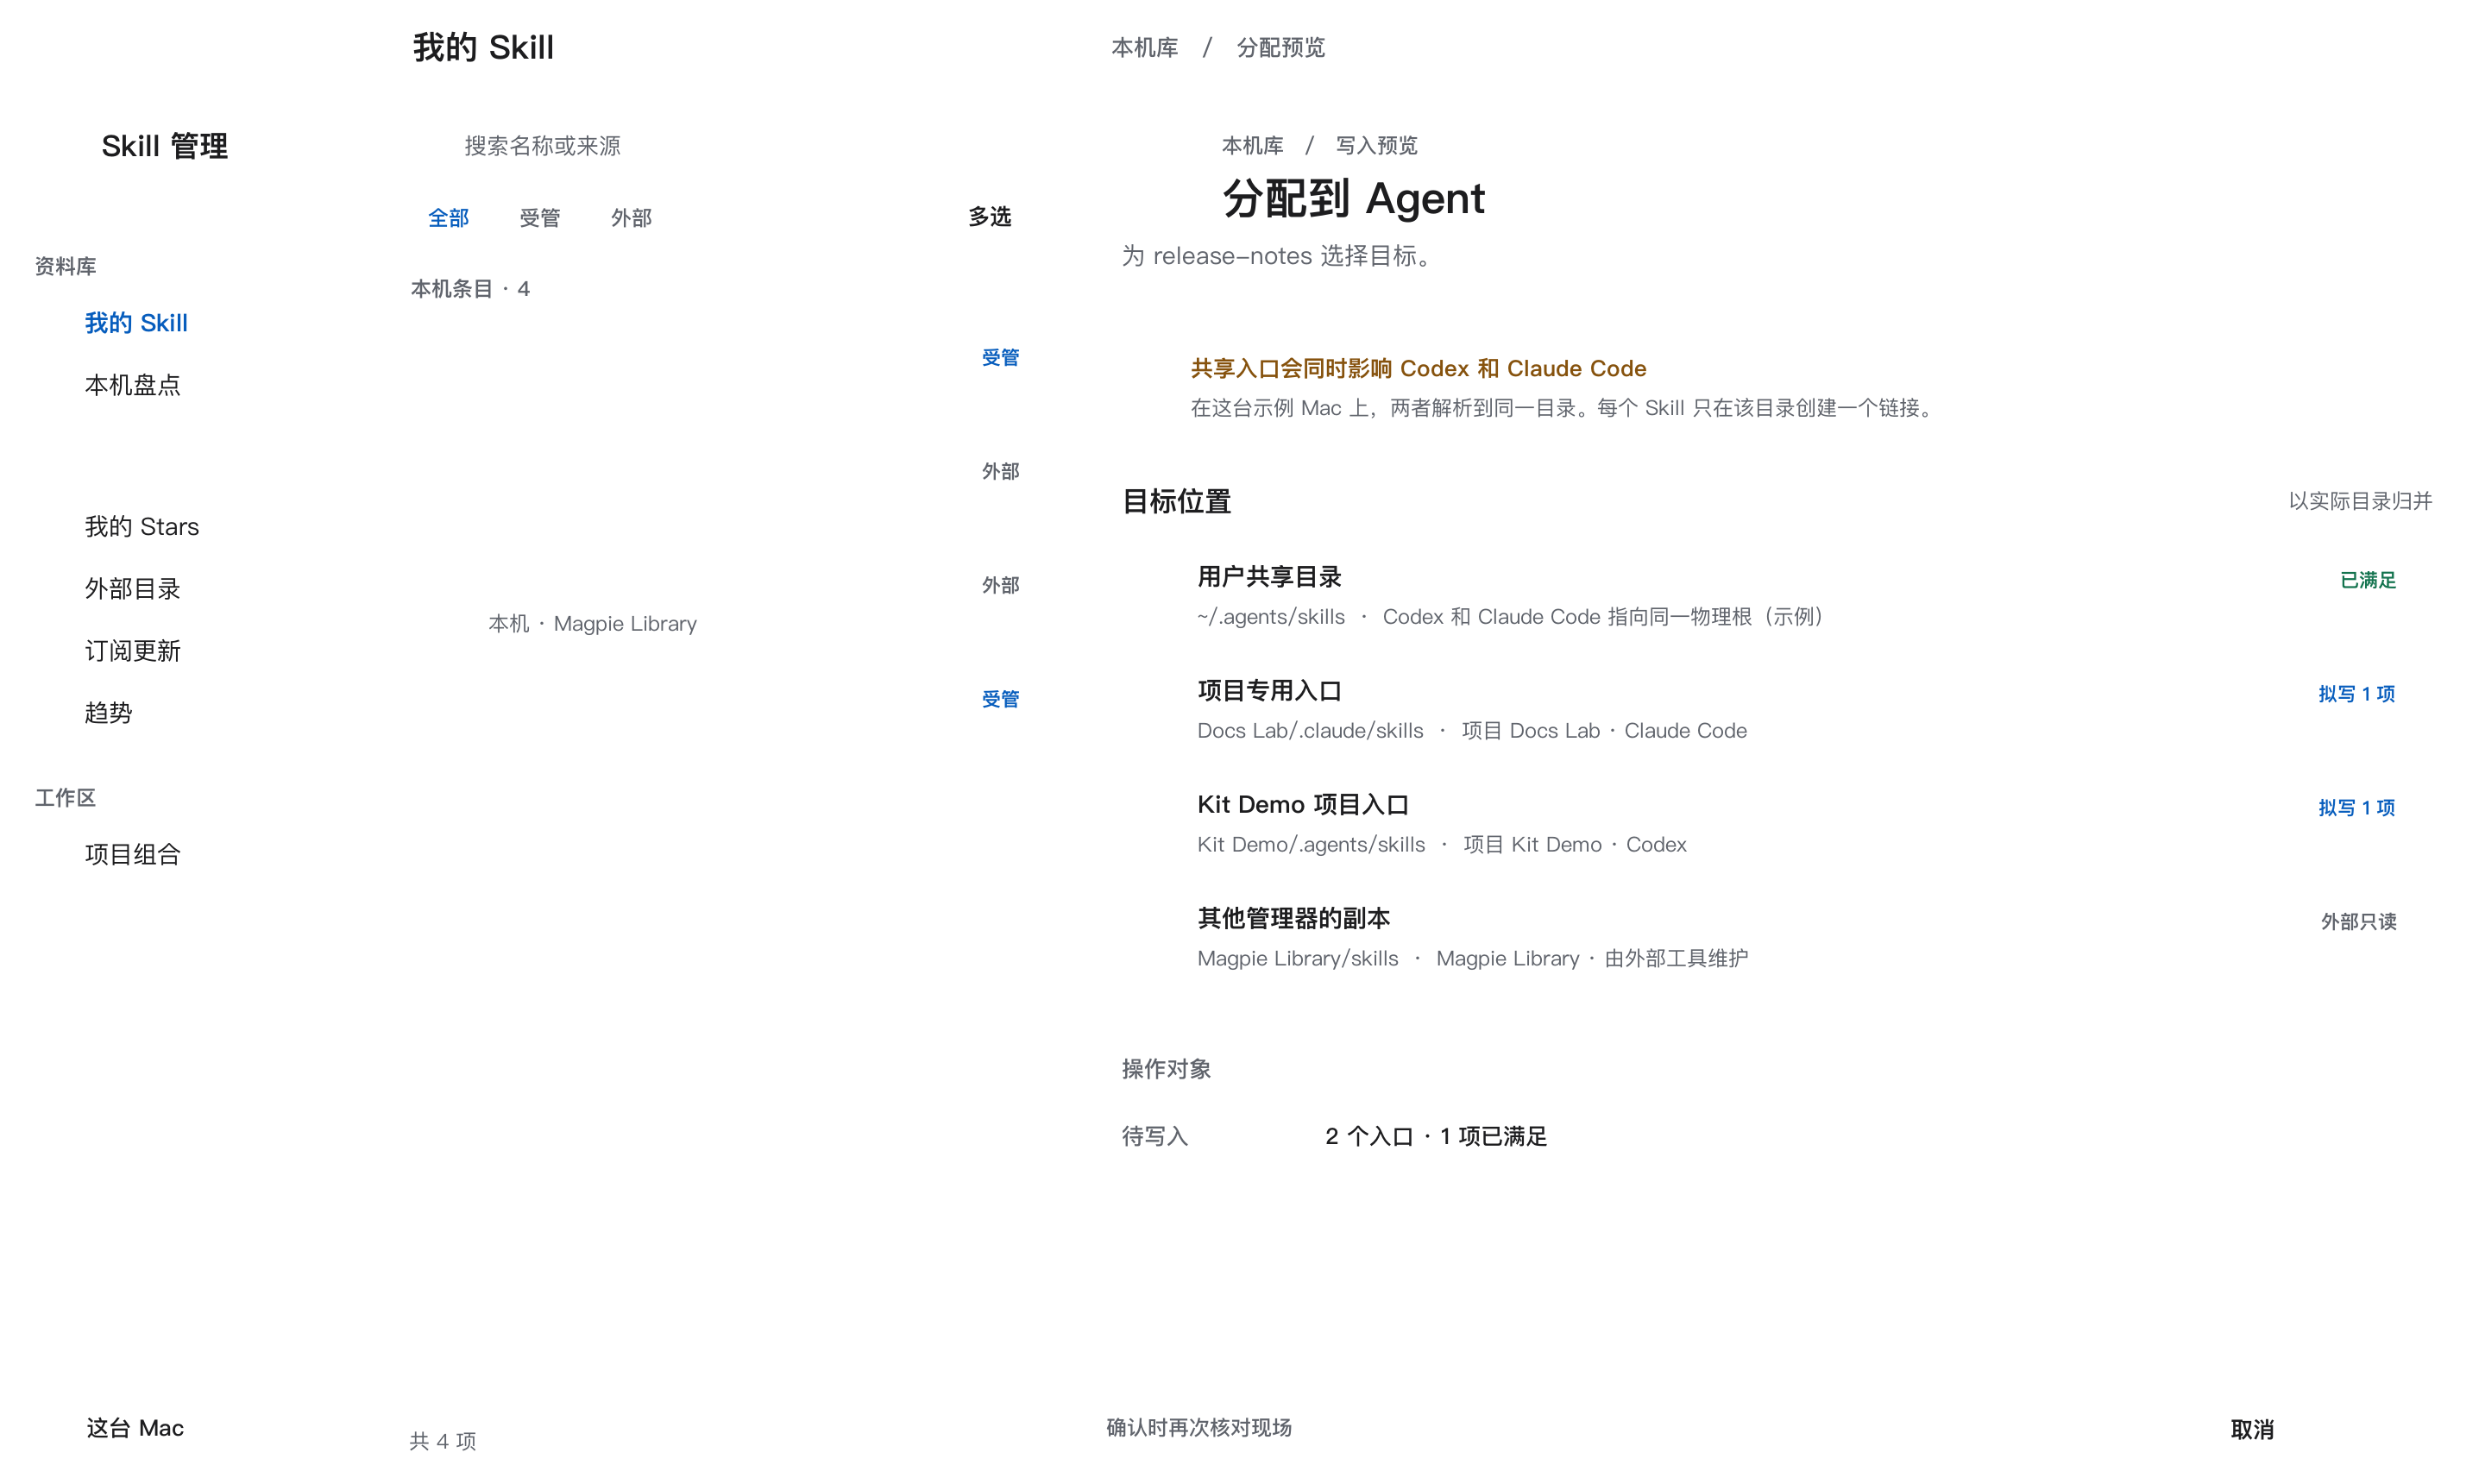 Skill 管理
资料库
我的 Skill
本机盘点
我的 Stars
外部目录
订阅更新
趋势
工作区
项目组合
这台 Mac
我的 Skill
搜索名称或来源
全部 受管 外部 多选
本机条目 · 4
受管
外部
外部
本机 · Magpie Library
受管
共 4 项
本机库 / 分配预览
本机库 / 写入预览
分配到 Agent
为 release-notes 选择目标。
共享入口会同时影响 Codex 和 Claude Code
在这台示例 Mac 上，两者解析到同一目录。每个 Skill 只在该目录创建一个链接。
目标位置 以实际目录归并
用户共享目录 已满足
~/.agents/skills · Codex 和 Claude Code 指向同一物理根（示例）
项目专用入口 拟写 1 项
Docs Lab/.claude/skills · 项目 Docs Lab · Claude Code
Kit Demo 项目入口 拟写 1 项
Kit Demo/.agents/skills · 项目 Kit Demo · Codex
其他管理器的副本 外部只读
Magpie Library/skills · Magpie Library · 由外部工具维护
操作对象
待写入 2 个入口 · 1 项已满足
确认时再次核对现场 取消